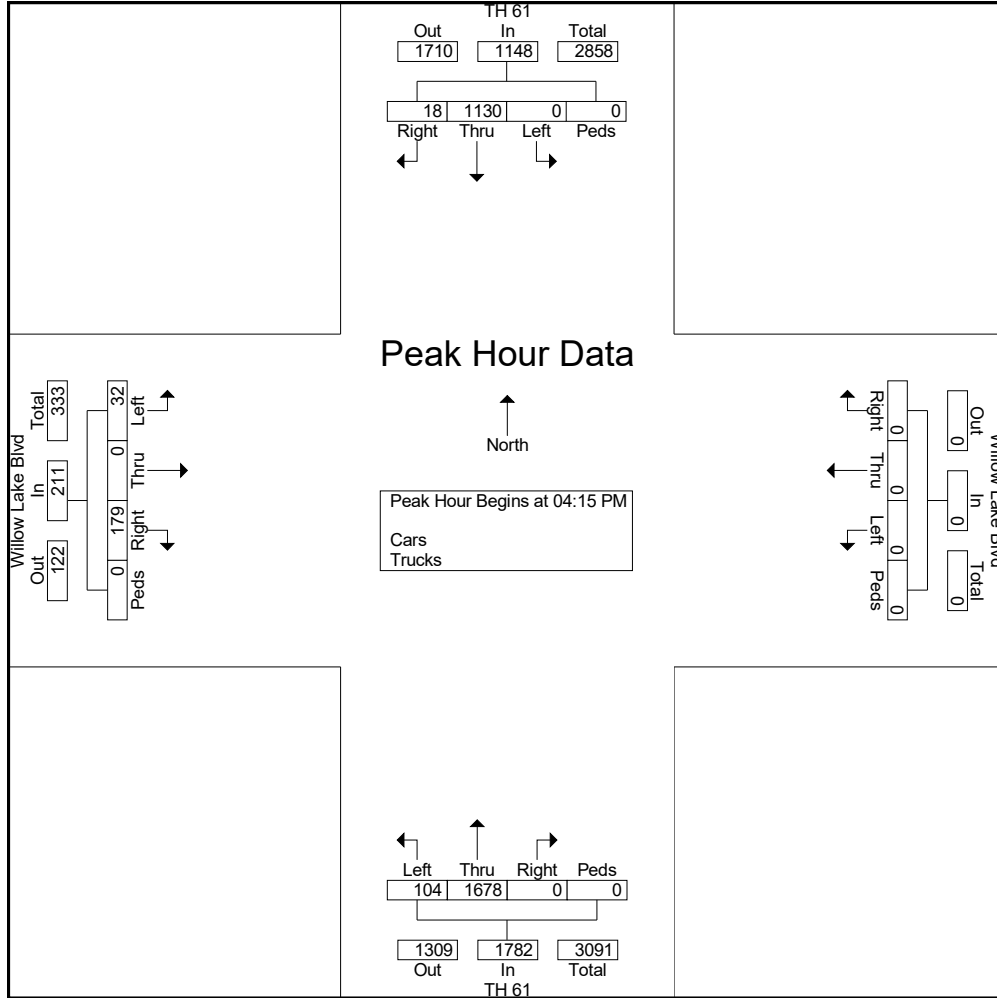 TH 61
Out In Total
1710 1148 2858
18 1130 0 0
Right Thru Left Peds
Peak Hour Data
North
Peak Hour Begins at 04:15 PM
Cars
Trucks
Willow Lake Blvd
Total In Out
333 211 122
32 0 179 0
Left Thru Right Peds
Willow Lake Blvd
Out In Total
0 0 0
0 0 0 0
Right Thru Left Peds
Left Thru Right Peds
104 1678 0 0
1309 1782 3091
Out In Total
TH 61